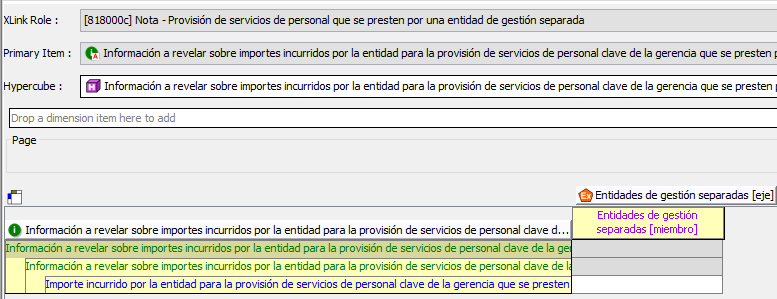 XLink Role : [818000c] Nota - Provisión de servicios de personal que se presten por una entidad de gestión separada
Primary Item : Información a revelar sobre importes incurridos por la entidad para la provisión de servicios de personal clave de la gerencia que se presten p
Hypercube : H Información a revelar sobre importes incurridos por la entidad para la provisión de servicios de personal clave de la gerencia que se presten p
Drop a dimension item here to add
Page
Ex Entidades de gestión separadas [eje]
Información a revelar sobre importes incurridos por la entidad para la provisión de servicios de personal clave d...
Entidades de gestión
separadas [miembro]
Información a revelar sobre importes incurridos por la entidad para la provisión de servicios de personal clave de la ger
Información a revelar sobre importes incurridos por la entidad para la provisión de servicios de personal clave de la
Importe incurrido por la entidad para la provisión de servicios de personal clave de la gerencia que se presten